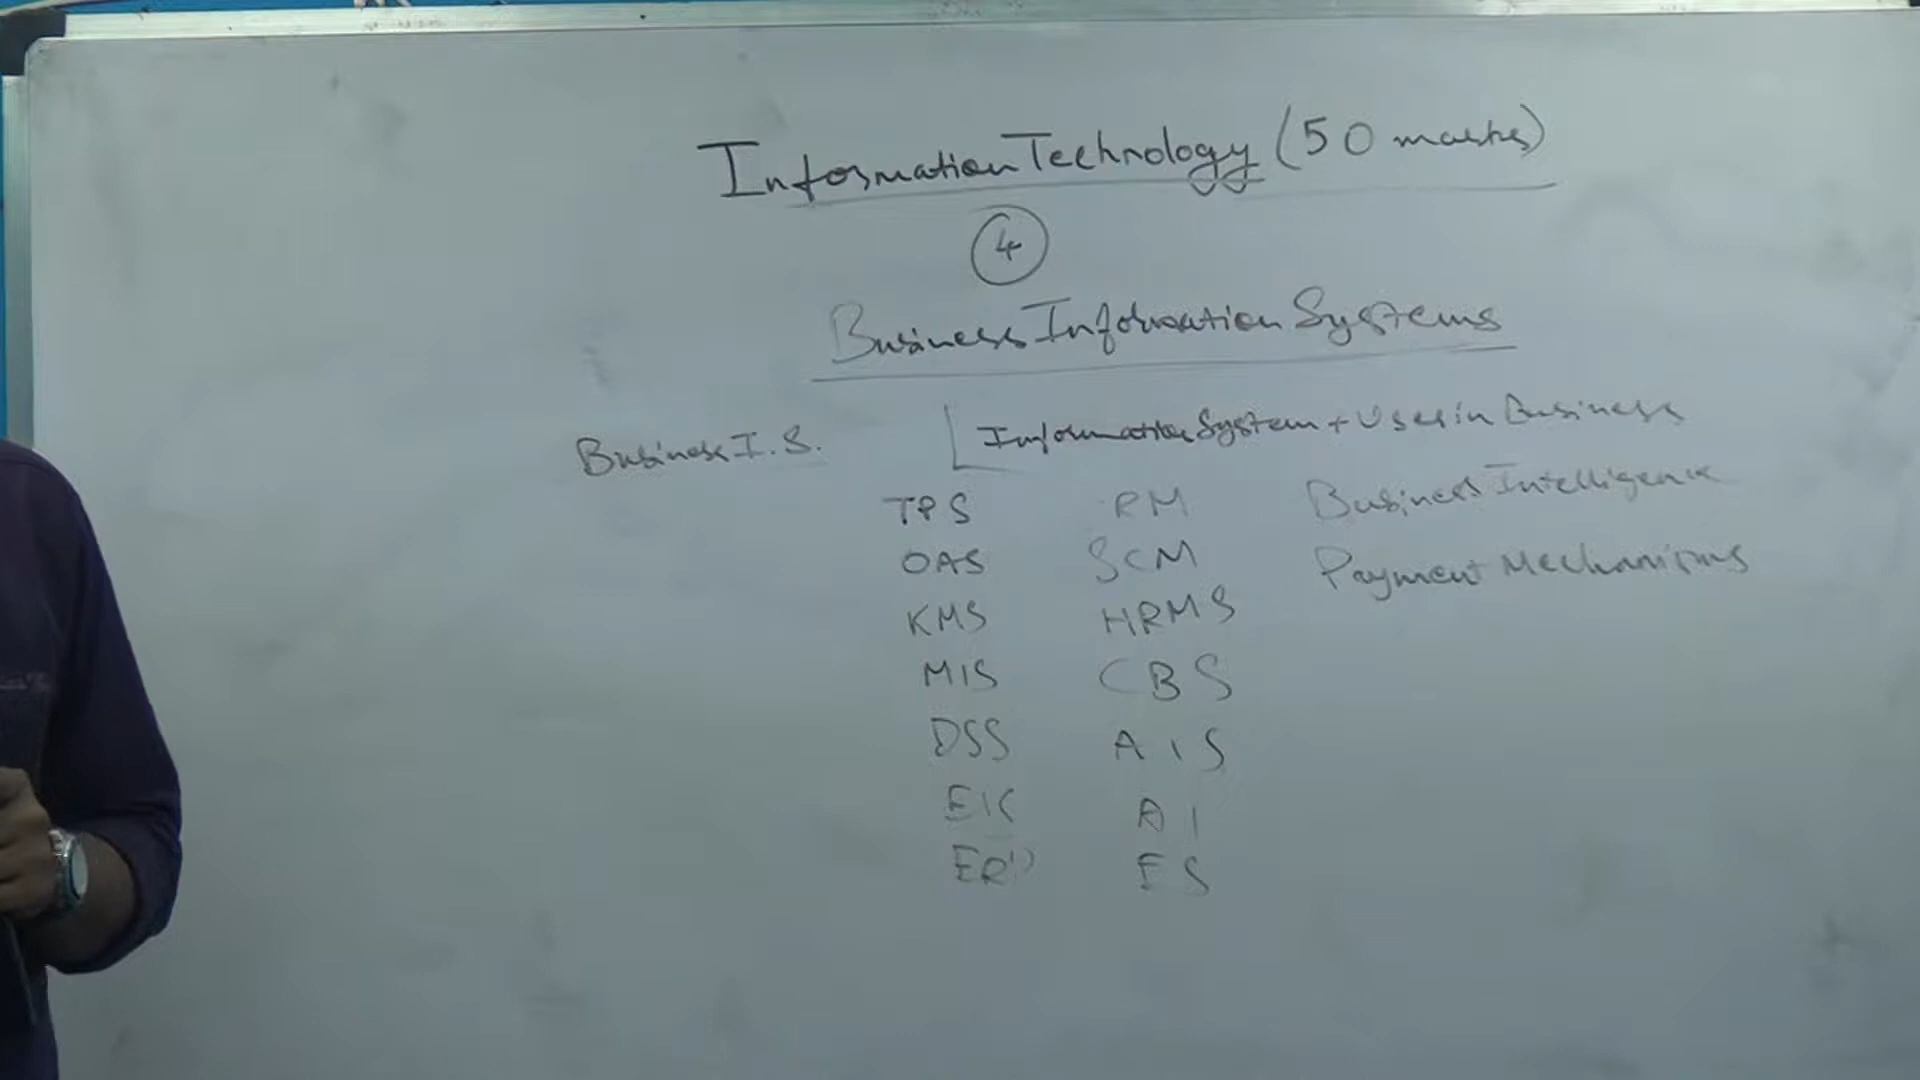 Information Technology (50 marks)
4
Business Information Systems
Business I. S.
Information System + Uses in Business
TPS RM Business Intelligence
OAS SCM Payment Mechanisms
KMS HRMS
MIS CBS
DSS AIS
EIS AI
ERP ES